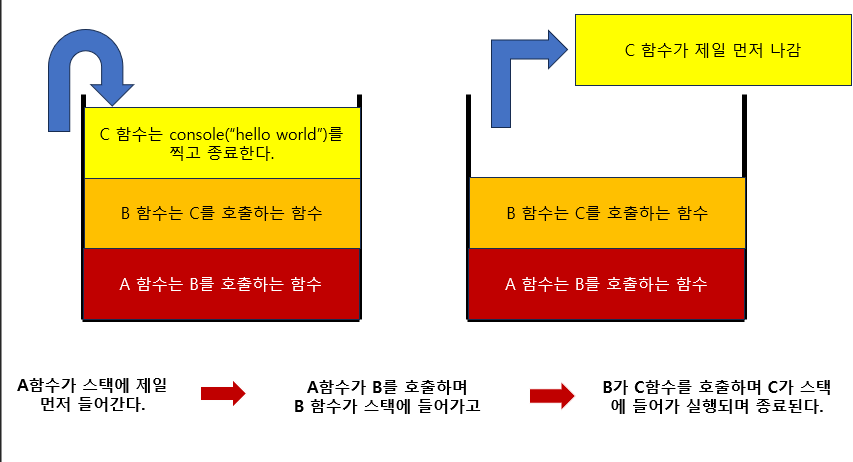 C 함수가 제일 먼저 나감
C 함수는 console(“hello world”)를
찍고 종료한다.
B 함수는 C를 호출하는 함수
A 함수는 B를 호출하는 함수
B 함수는 C를 호출하는 함수
A 함수는 B를 호출하는 함수
A함수가 스택에 제일
먼저 들어간다.
A함수가 B를 호출하며
B 함수가 스택에 들어가고
B가 C함수를 호출하며 C가 스택
에 들어가 실행되며 종료된다.